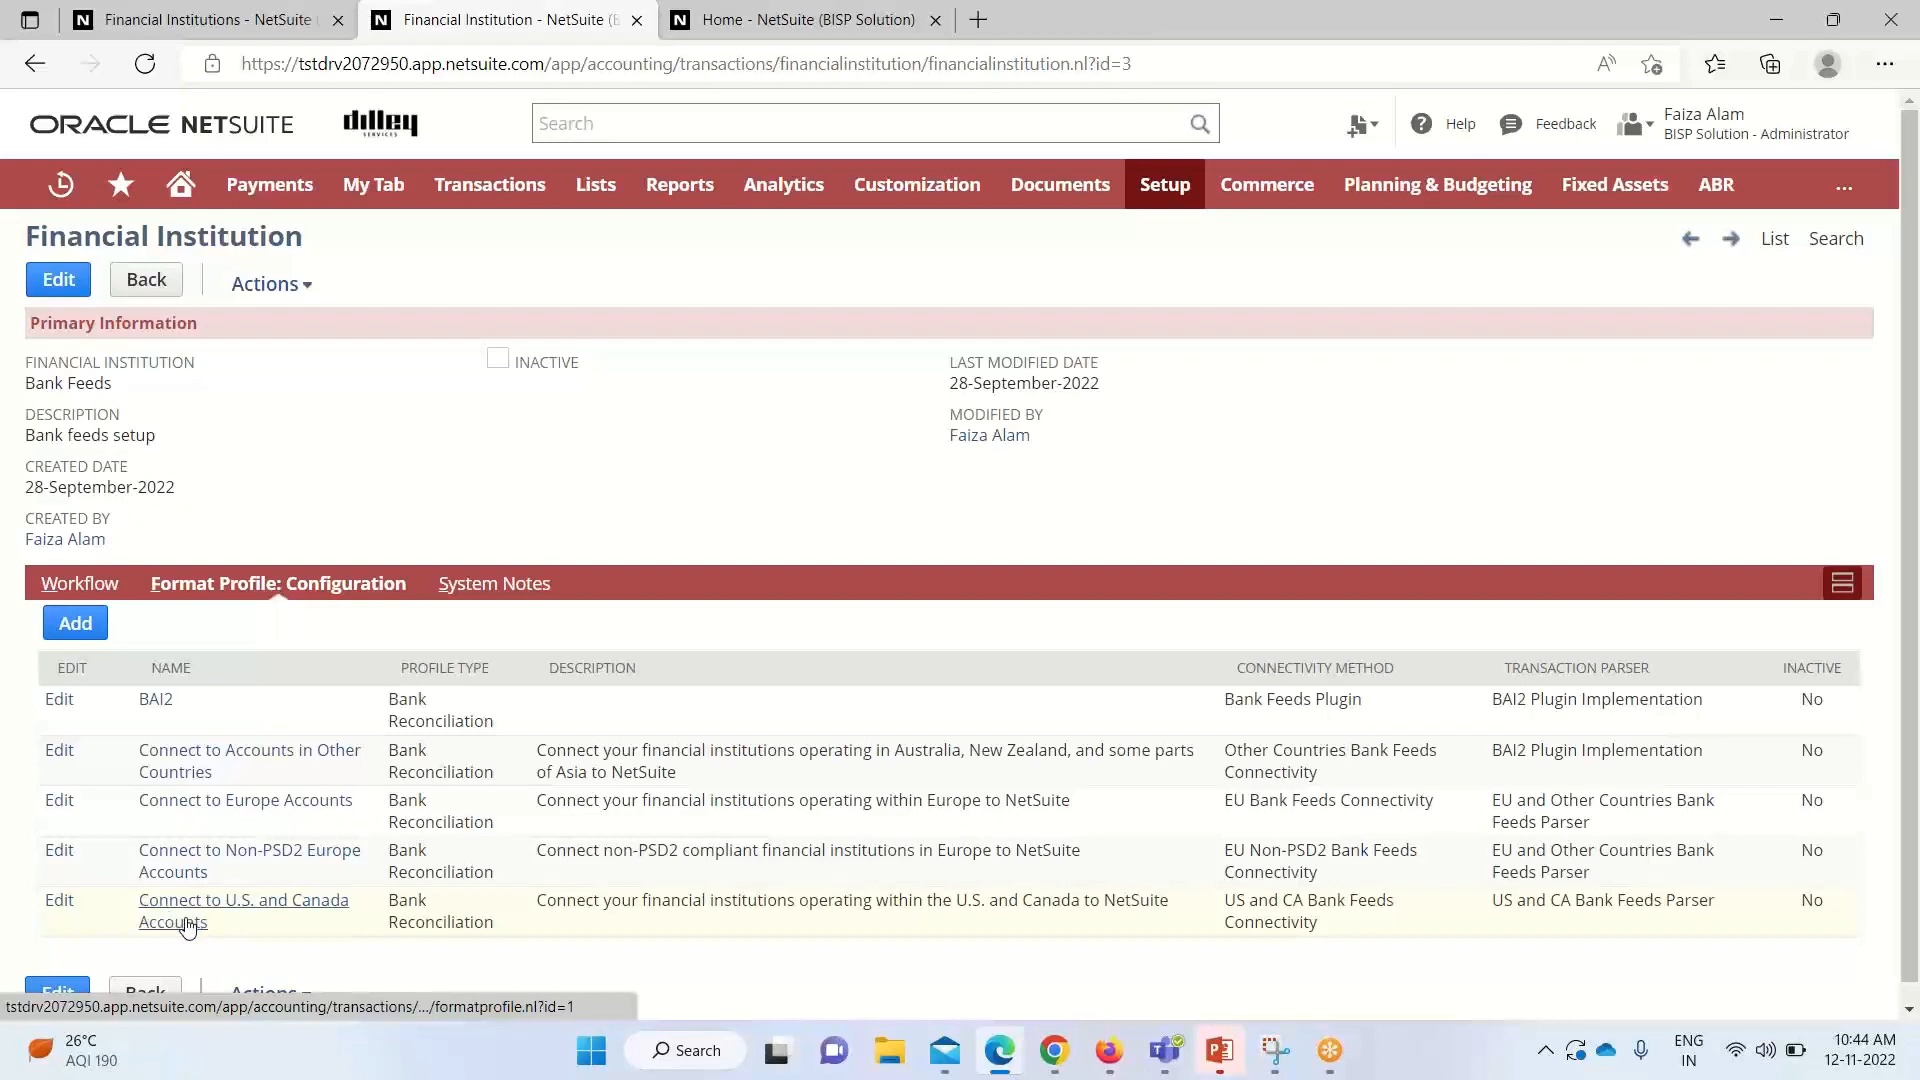 Financial Institutions - NetSuite
Financial Institution - NetSuite (B
Home - NetSuite (BISP Solution)
https://tstdrv2072950.app.netsuite.com/app/accounting/transactions/financialinstitution/financialinstitution.nl?id=3
ORACLE NETSUITE
dilley
SERVICES
Search
Help
Feedback
Faiza Alam
BISP Solution - Administrator
Payments My Tab Transactions Lists Reports Analytics Customization Documents Setup Commerce Planning & Budgeting Fixed Assets ABR ...
Financial Institution
List Search
Edit Back Actions
Primary Information
FINANCIAL INSTITUTION
Bank Feeds
DESCRIPTION
Bank feeds setup
CREATED DATE
28-September-2022
CREATED BY
Faiza Alam
INACTIVE
LAST MODIFIED DATE
28-September-2022
MODIFIED BY
Faiza Alam
Workflow Format Profile: Configuration System Notes
Add
EDIT NAME PROFILE TYPE DESCRIPTION CONNECTIVITY METHOD TRANSACTION PARSER INACTIVE
Edit BAI2 Bank Bank Feeds Plugin BAI2 Plugin Implementation No
Reconciliation
Edit Connect to Accounts in Other Bank Connect your financial institutions operating in Australia, New Zealand, and some parts Other Countries Bank Feeds BAI2 Plugin Implementation No
Countries Reconciliation of Asia to NetSuite Connectivity
Edit Connect to Europe Accounts Bank Connect your financial institutions operating within Europe to NetSuite EU Bank Feeds Connectivity EU and Other Countries Bank No
Reconciliation Feeds Parser
Edit Connect to Non-PSD2 Europe Bank Connect non-PSD2 compliant financial institutions in Europe to NetSuite EU Non-PSD2 Bank Feeds EU and Other Countries Bank No
Accounts Reconciliation Connectivity Feeds Parser
Edit Connect to U.S. and Canada Bank Connect your financial institutions operating within the U.S. and Canada to NetSuite US and CA Bank Feeds US and CA Bank Feeds Parser No
Accounts Reconciliation Connectivity
Edit Back Actions
tstdrv2072950.app.netsuite.com/app/accounting/transactions/.../formatprofile.nl?id=1
26°C
AQI 190
Search
ENG
IN
10:44 AM
12-11-2022